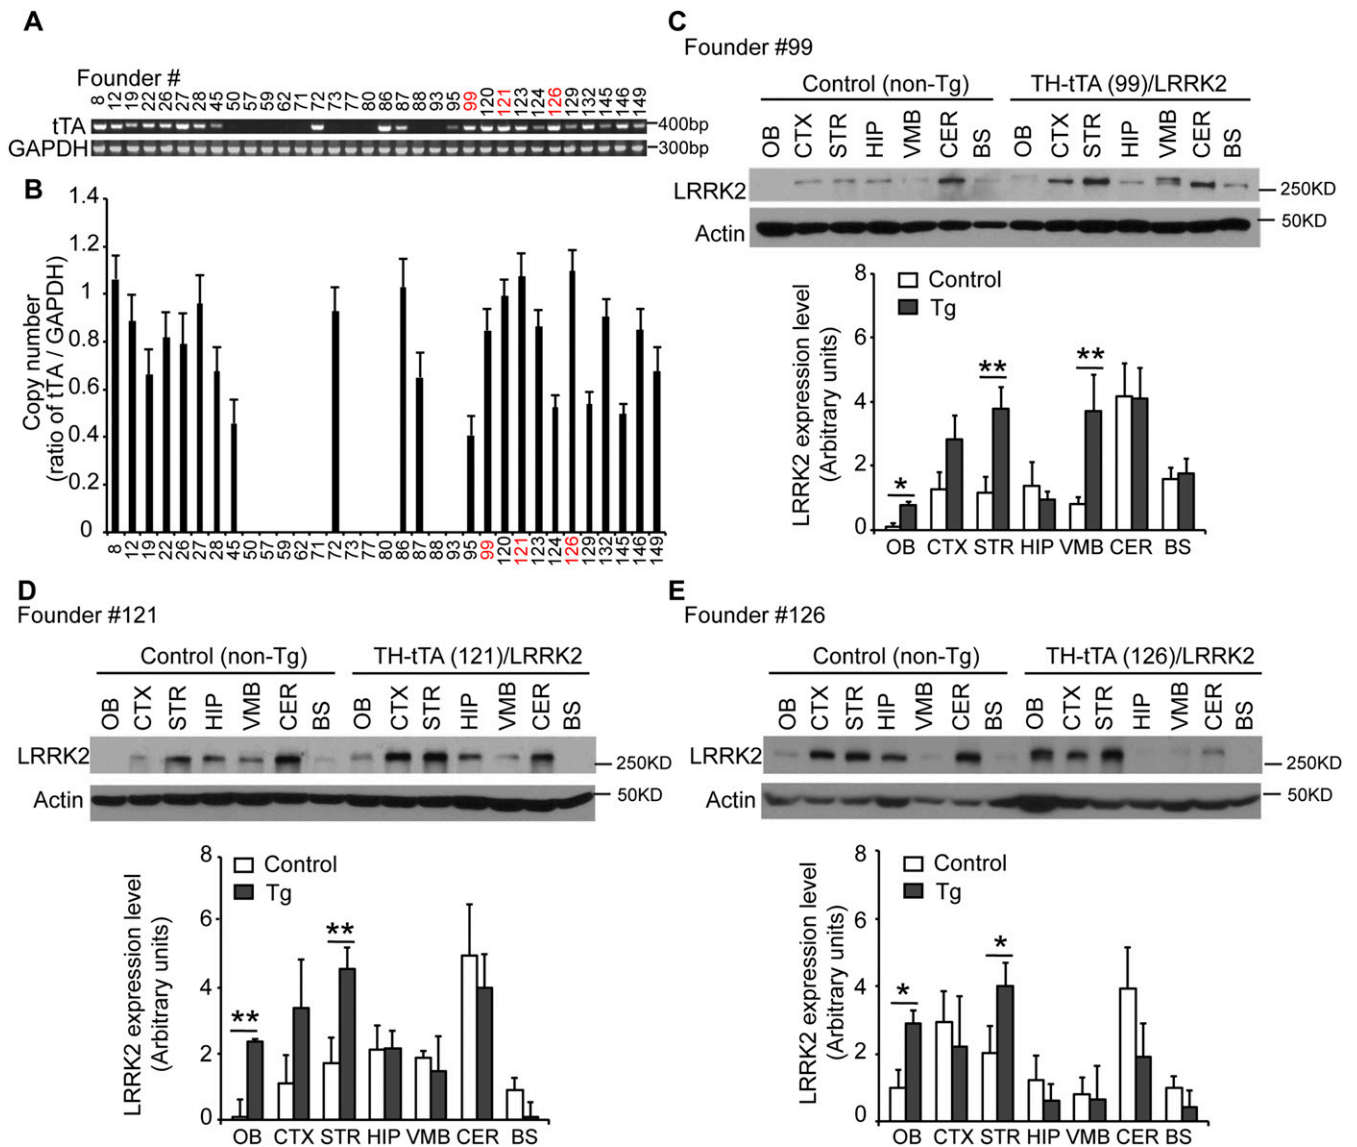 A
Founder #
8 12 19 22 26 27 28 45 50 57 59 62 71 72 73 77 80 86 87 88 93 95 99 120 121 123 124 126 129 132 145 146 149
tTA
400bp
GAPDH
300bp
B
Copy number
(ratio of tTA / GAPDH)
1.4
1.2
1
0.8
0.6
0.4
0.2
0
8 12 19 22 26 27 28 45 50 57 59 62 71 72 73 77 80 86 87 88 93 95 99 120 121 123 124 126 129 132 145 146 149
C
Founder #99
Control (non-Tg) TH-tTA (99)/LRRK2
OB CTX STR HIP VMB CER BS OB CTX STR HIP VMB CER BS
LRRK2
250KD
Actin
50KD
LRRK2 expression level
(Arbitrary units)
8
6
4
2
0
Control
Tg
*
**
**
OB CTX STR HIP VMB CER BS
D
Founder #121
Control (non-Tg) TH-tTA (121)/LRRK2
OB CTX STR HIP VMB CER BS OB CTX STR HIP VMB CER BS
LRRK2
250KD
Actin
50KD
LRRK2 expression level
(Arbitrary units)
8
6
4
2
0
Control
Tg
**
**
OB CTX STR HIP VMB CER BS
E
Founder #126
Control (non-Tg) TH-tTA (126)/LRRK2
OB CTX STR HIP VMB CER BS OB CTX STR HIP VMB CER BS
LRRK2
250KD
Actin
50KD
LRRK2 expression level
(Arbitrary units)
8
6
4
2
0
Control
Tg
*
*
OB CTX STR HIP VMB CER BS